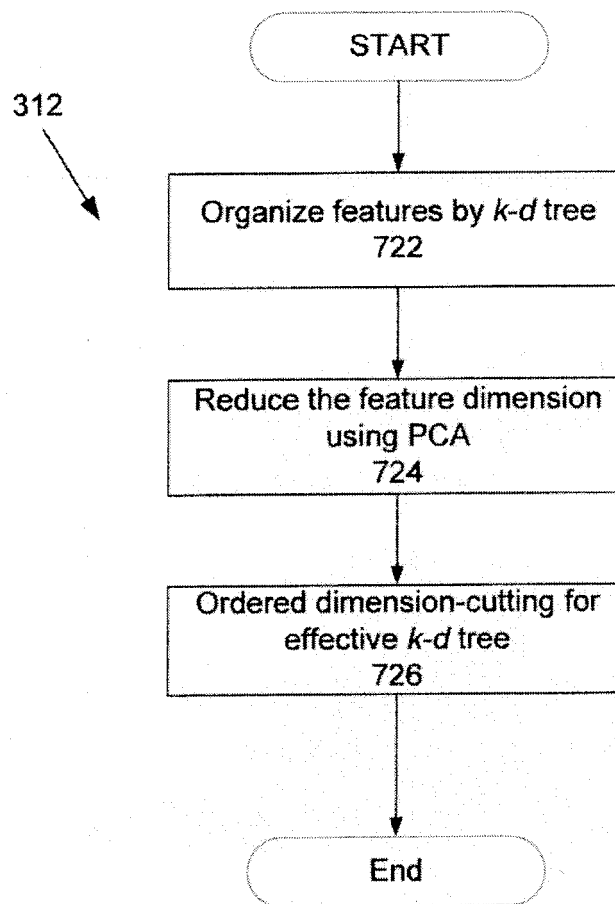 START
312
Organize features by k-d tree
722
Reduce the feature dimension
using PCA
724
Ordered dimension-cutting for
effective k-d tree
726
End